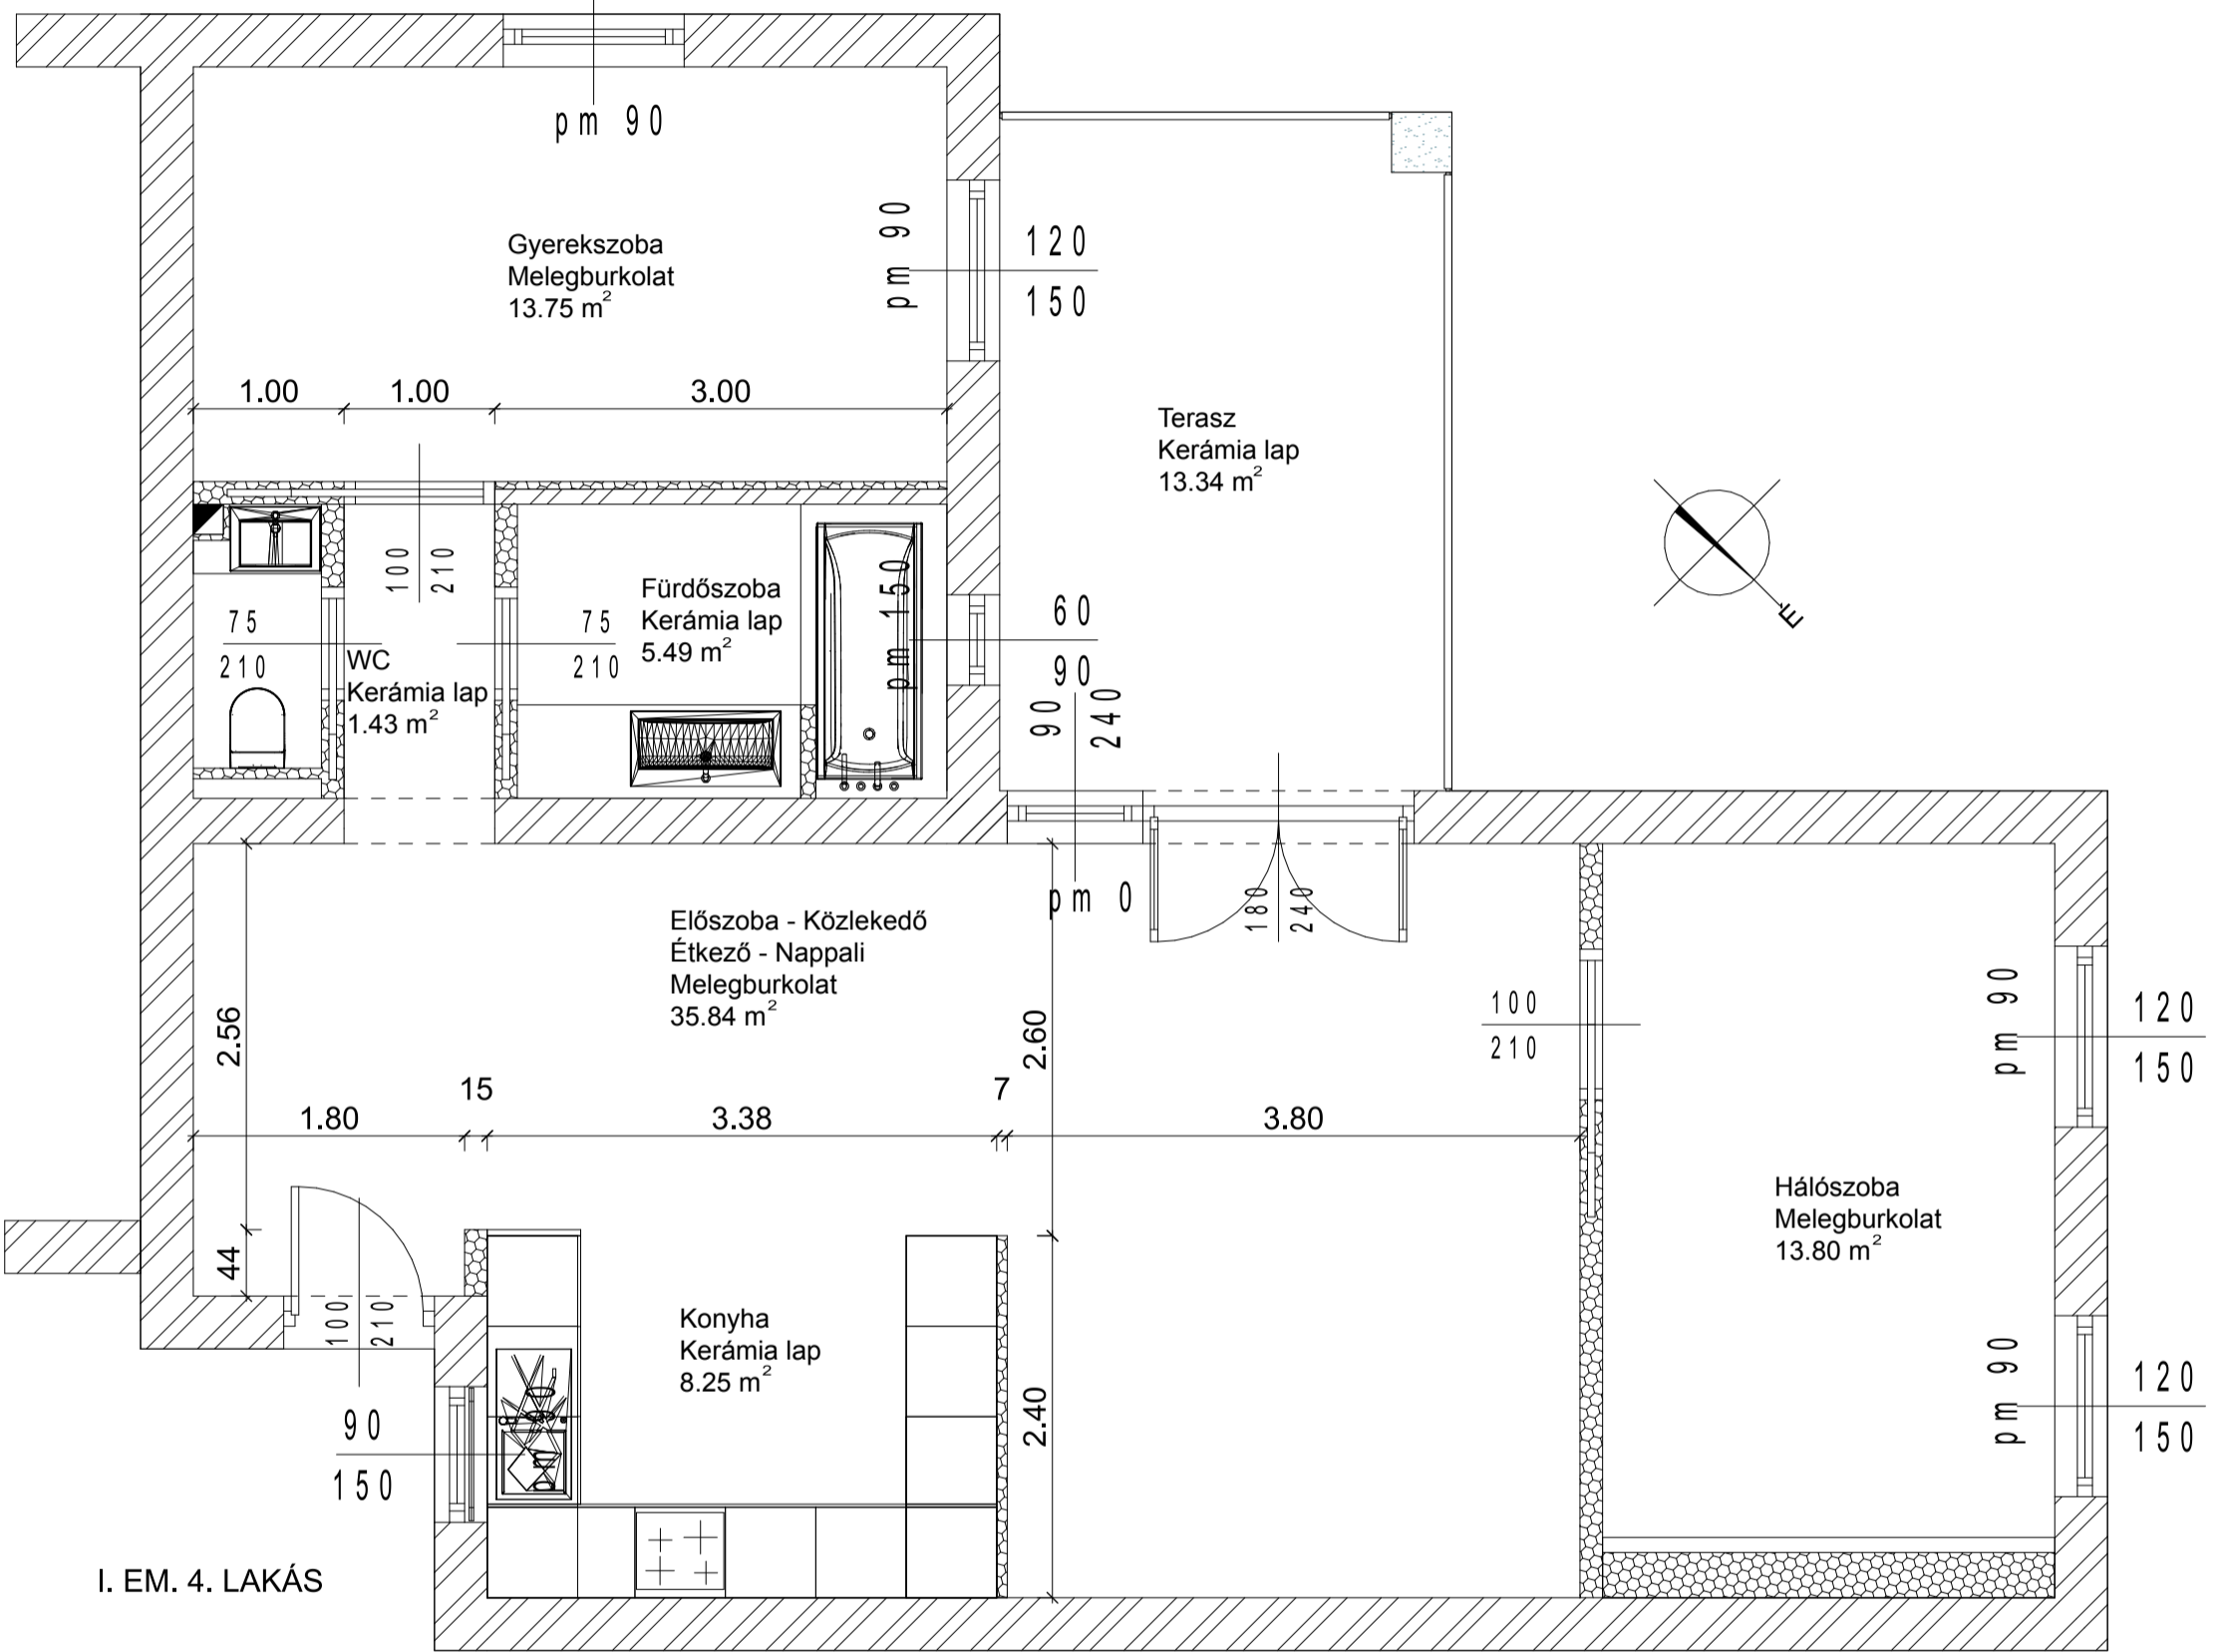 pm 90
Gyerekszoba
Melegburkolat
13.75 m²
pm 90
120
150
1.00
1.00
3.00
Terasz
Kerámia lap
13.34 m²
É
100
210
75
210
WC
Kerámia lap
1.43 m²
75
210
Fürdőszoba
Kerámia lap
5.49 m²
pm 150
60
90
90
240
pm 0
180
240
Előszoba - Közlekedő
Étkező - Nappali
Melegburkolat
35.84 m²
2.56
2.60
100
210
pm 90
120
150
15
7
1.80
3.38
3.80
Hálószoba
Melegburkolat
13.80 m²
44
100
210
Konyha
Kerámia lap
8.25 m²
2.40
90
150
pm 90
120
150
I. EM. 4. LAKÁS